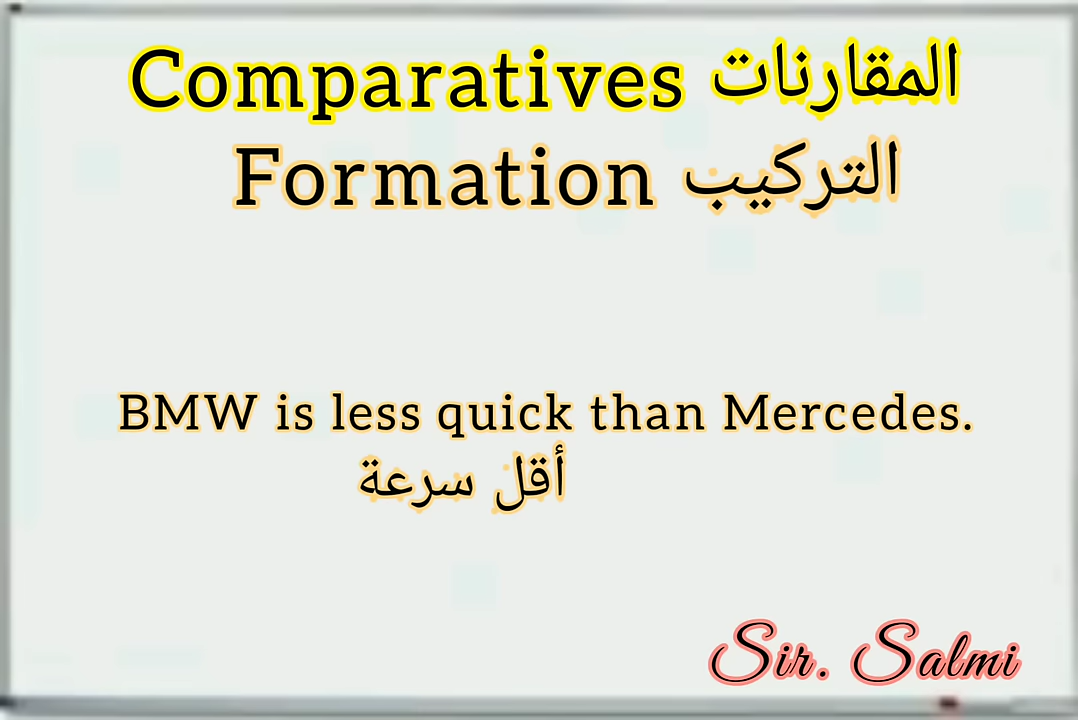 Comparatives المقارنات
Formation التركيب
BMW is less quick than Mercedes.
أقل سرعة
Sir. Salmi